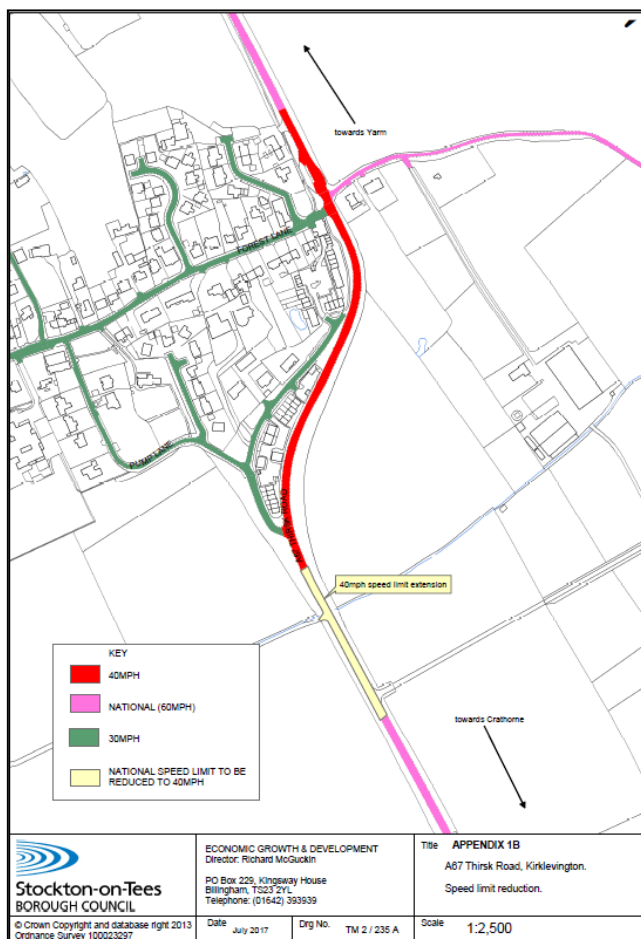 towards Yarm
FOREST LANE
PUMP LANE
A67 THIRSK ROAD
40mph speed limit extension
towards Crathorne
KEY
40MPH
NATIONAL (60MPH)
30MPH
NATIONAL SPEED LIMIT TO BE
REDUCED TO 40MPH
Stockton-on-Tees
BOROUGH COUNCIL
© Crown Copyright and database right 2013
Ordnance Survey 100023297
ECONOMIC GROWTH & DEVELOPMENT
Director: Richard McGuckin
PO Box 229, Kingsway House
Billingham, TS23 2YL
Telephone: (01642) 393939
Date July 2017
Drg No. TM 2 / 235 A
Title APPENDIX 1B
A67 Thirsk Road, Kirklevington.
Speed limit reduction.
Scale 1:2,500